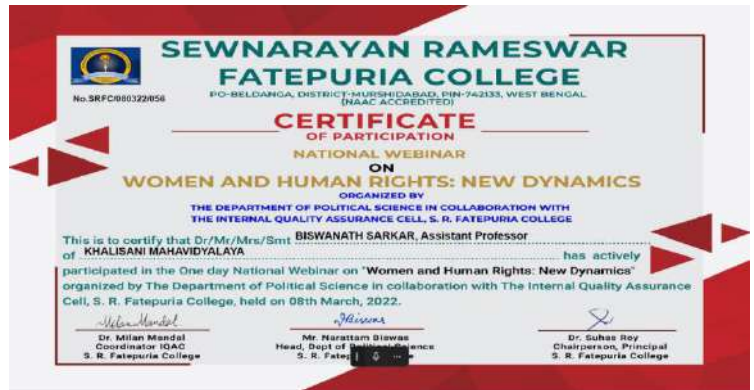 SEWNARAYAN RAMESWAR
FATEPURIA COLLEGE
No.SRFC/080322/056
PO-BELDANGA, DISTRICT-MURSHIDABAD, PIN-742133, WEST BENGAL
(NAAC ACCREDITED)
CERTIFICATE
OF PARTICIPATION
NATIONAL WEBINAR
ON
WOMEN AND HUMAN RIGHTS: NEW DYNAMICS
ORGANIZED BY
THE DEPARTMENT OF POLITICAL SCIENCE IN COLLABORATION WITH
THE INTERNAL QUALITY ASSURANCE CELL, S. R. FATEPURIA COLLEGE
This is to certify that Dr/Mr/Mrs/Smt BISWANATH SARKAR, Assistant Professor
of KHALISANI MAHAVIDYALAYA has actively
participated in the One day National Webinar on "Women and Human Rights: New Dynamics"
organized by The Department of Political Science in collaboration with The Internal Quality Assurance
Cell, S. R. Fatepuria College, held on 08th March, 2022.
Milan Mandal
Dr. Milan Mandal
Coordinator IQAC
S. R. Fatepuria College
Mr. Narattam Biswas
Head, Dept of Political Science
S. R. Fatep
Dr. Suhas Roy
Chairperson, Principal
S. R. Fatepuria College